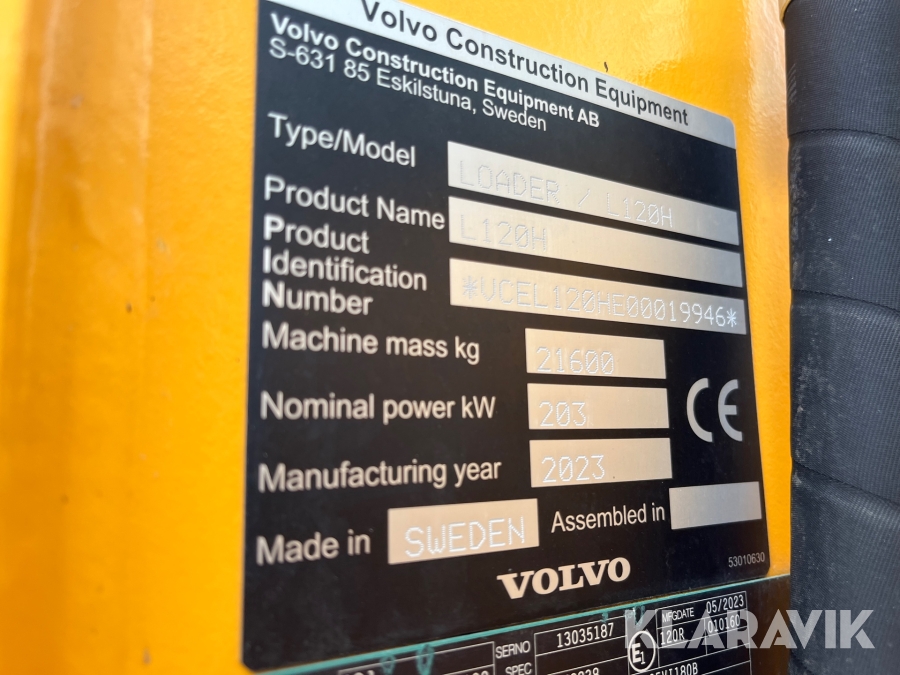 Volvo Construction Equipment
Volvo Construction Equipment AB
S-631 85 Eskilstuna, Sweden
Type/Model LOADER / L120H
Product Name L120H
Product
Identification
Number *VCEL120HE00019946*
Machine mass kg 21600
Nominal power kW 203
Manufacturing year 2023
Made in SWEDEN Assembled in
53010630
VOLVO
SERNO 13035187 MFGDATE 05/2023
SPEC E1 120R 010160
KLARAVIK